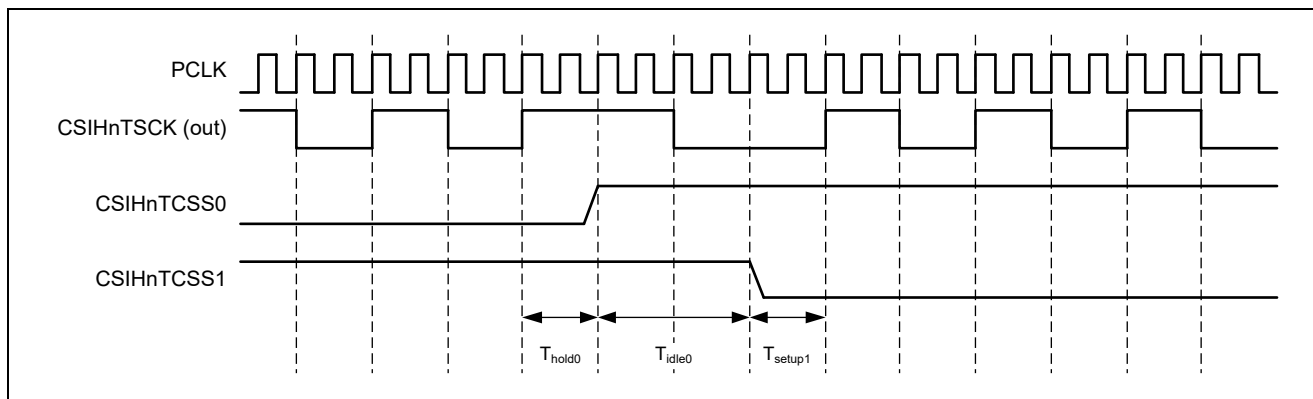 PCLK
CSIHnTSCK (out)
CSIHnTCSS0
CSIHnTCSS1
Thold0 Tidle0 Tsetup1